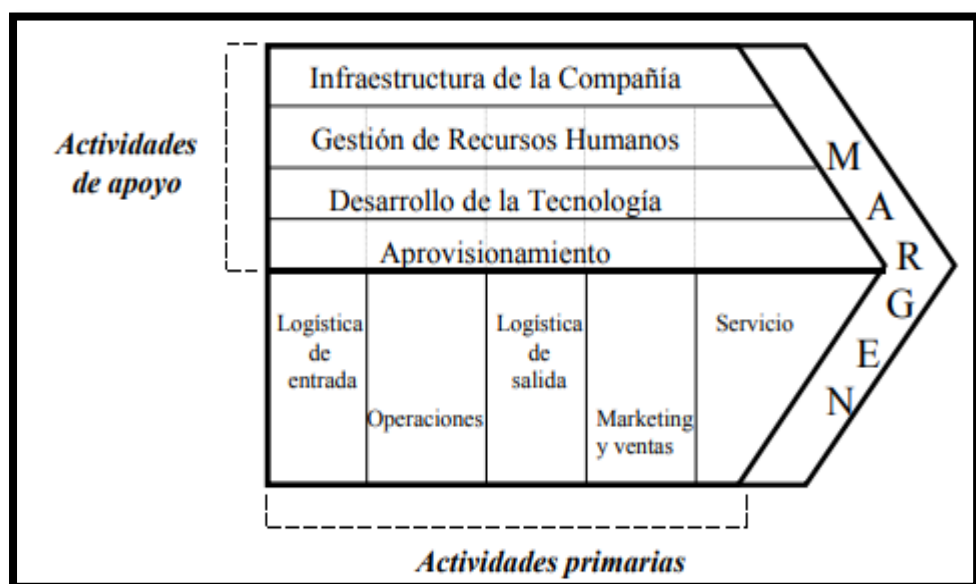 Infraestructura de la Compañía
Actividades
de apoyo
Gestión de Recursos Humanos
Desarrollo de la Tecnología
Aprovisionamiento
MARGEN
Logística
de
entrada
Operaciones
Logística
de
salida
Marketing
y ventas
Servicio
Actividades primarias